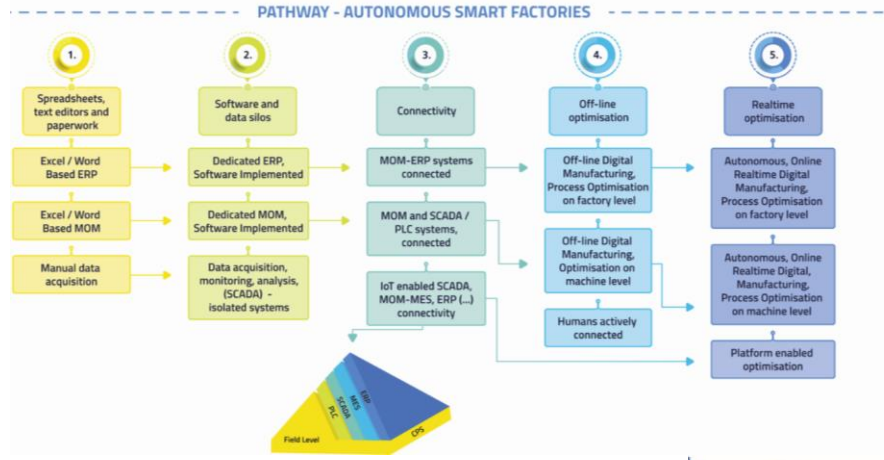 PATHWAY - AUTONOMOUS SMART FACTORIES
1.
2.
3.
4.
5.
Spreadsheets,
text editors and
paperwork
Excel / Word
Based ERP
Excel / Word
Based MOM
Manual data
acquisition
Software and
data silos
Dedicated ERP,
Software Implemented
Dedicated MOM,
Software Implemented
Data acquisition,
monitoring, analysis,
(SCADA) -
isolated systems
Connectivity
MOM-ERP systems
connected
MOM and SCADA /
PLC systems,
connected
IoT enabled SCADA,
MOM-MES, ERP (...)
connectivity
Off-line
optimisation
Off-line Digital
Manufacturing,
Process Optimisation
on factory level
Off-line Digital
Manufacturing,
Optimisation on
machine level
Humans actively
connected
Realtime
optimisation
Autonomous, Online
Realtime Digital
Manufacturing,
Process Optimisation
on factory level
Autonomous, Online
Realtime Digital,
Manufacturing,
Process Optimisation
on machine level
Platform enabled
optimisation
Field Level
PLC
SCADA
MES
ERP
CPS